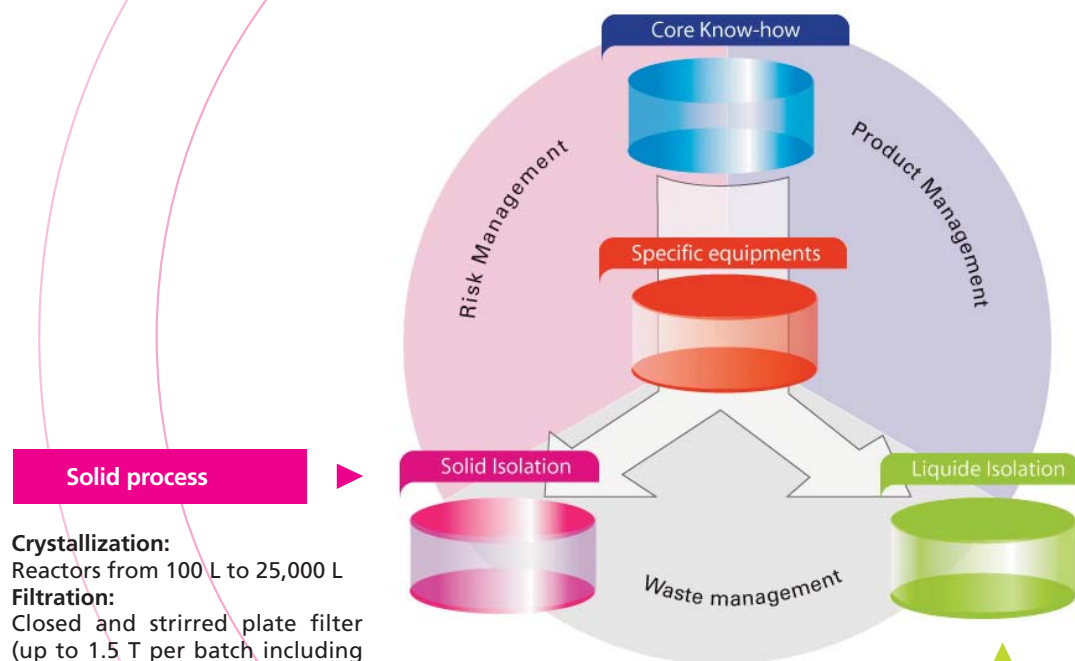 Core Know-how
Risk Management
Product Management
Specific equipments
Solid process
Solid Isolation
Liquide Isolation
Waste management
Crystallization:
Reactors from 100 L to 25,000 L
Filtration:
Closed and strirred plate filter
(up to 1.5 T per batch including